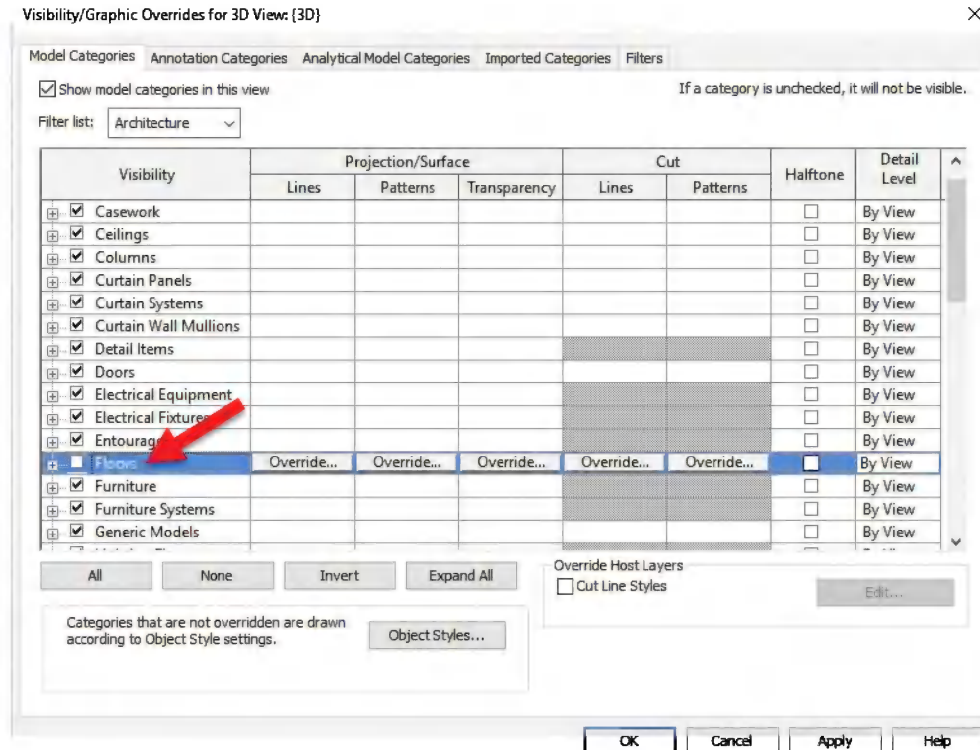 Visibility/Graphic Overrides for 3D View: {3D}
Model Categories Annotation Categories Analytical Model Categories Imported Categories Filters
Show model categories in this view If a category is unchecked, it will not be visible.
Filter list: Architecture
Visibility Projection/Surface Cut Halftone Detail Level
Lines Patterns Transparency Lines Patterns
Casework By View
Ceilings By View
Columns By View
Curtain Panels By View
Curtain Systems By View
Curtain Wall Mullions By View
Detail Items By View
Doors By View
Electrical Equipment By View
Electrical Fixtures By View
Entourage By View
Floors Override... Override... Override... Override... Override... By View
Furniture By View
Furniture Systems By View
Generic Models By View
All None Invert Expand All Override Host Layers
Cut Line Styles Edit...
Categories that are not overridden are drawn
according to Object Style settings. Object Styles...
OK Cancel Apply Help